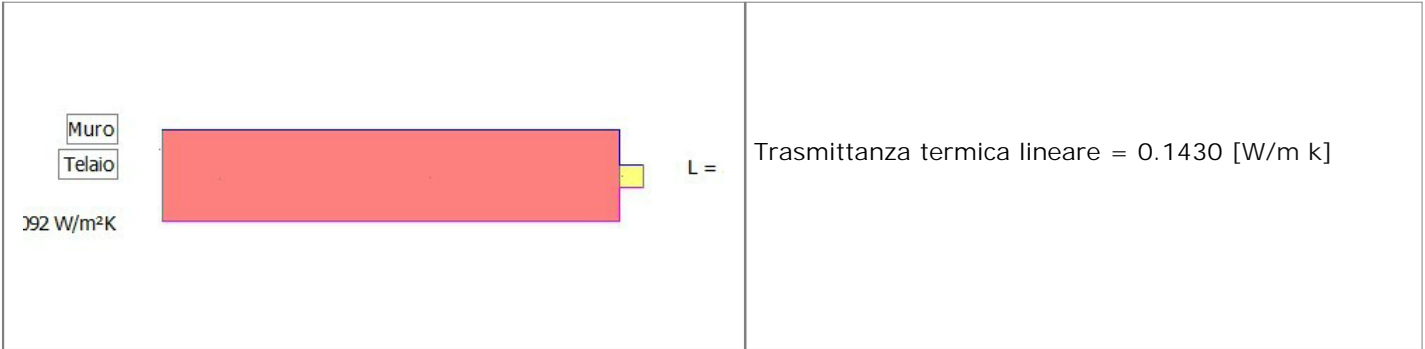 Muro
Telaio
L =
W/m²K
Trasmittanza termica lineare = 0.1430 [W/m k]